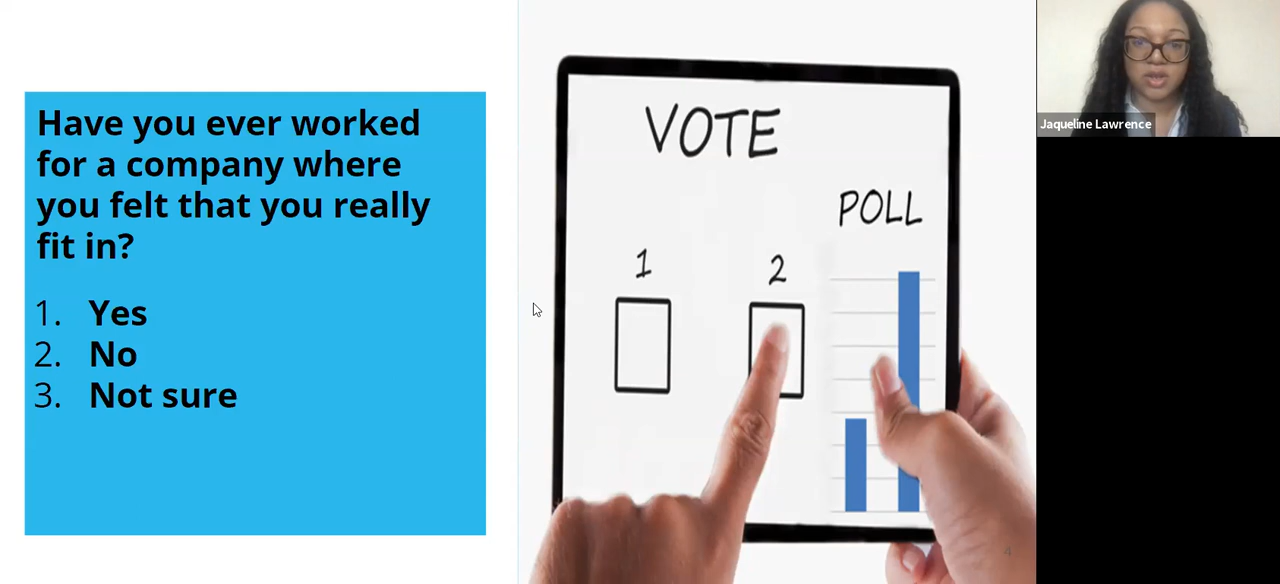 Have you ever worked
for a company where
you felt that you really
fit in?
1. Yes
2. No
3. Not sure
VOTE
POLL
1
2
4
Jaqueline Lawrence